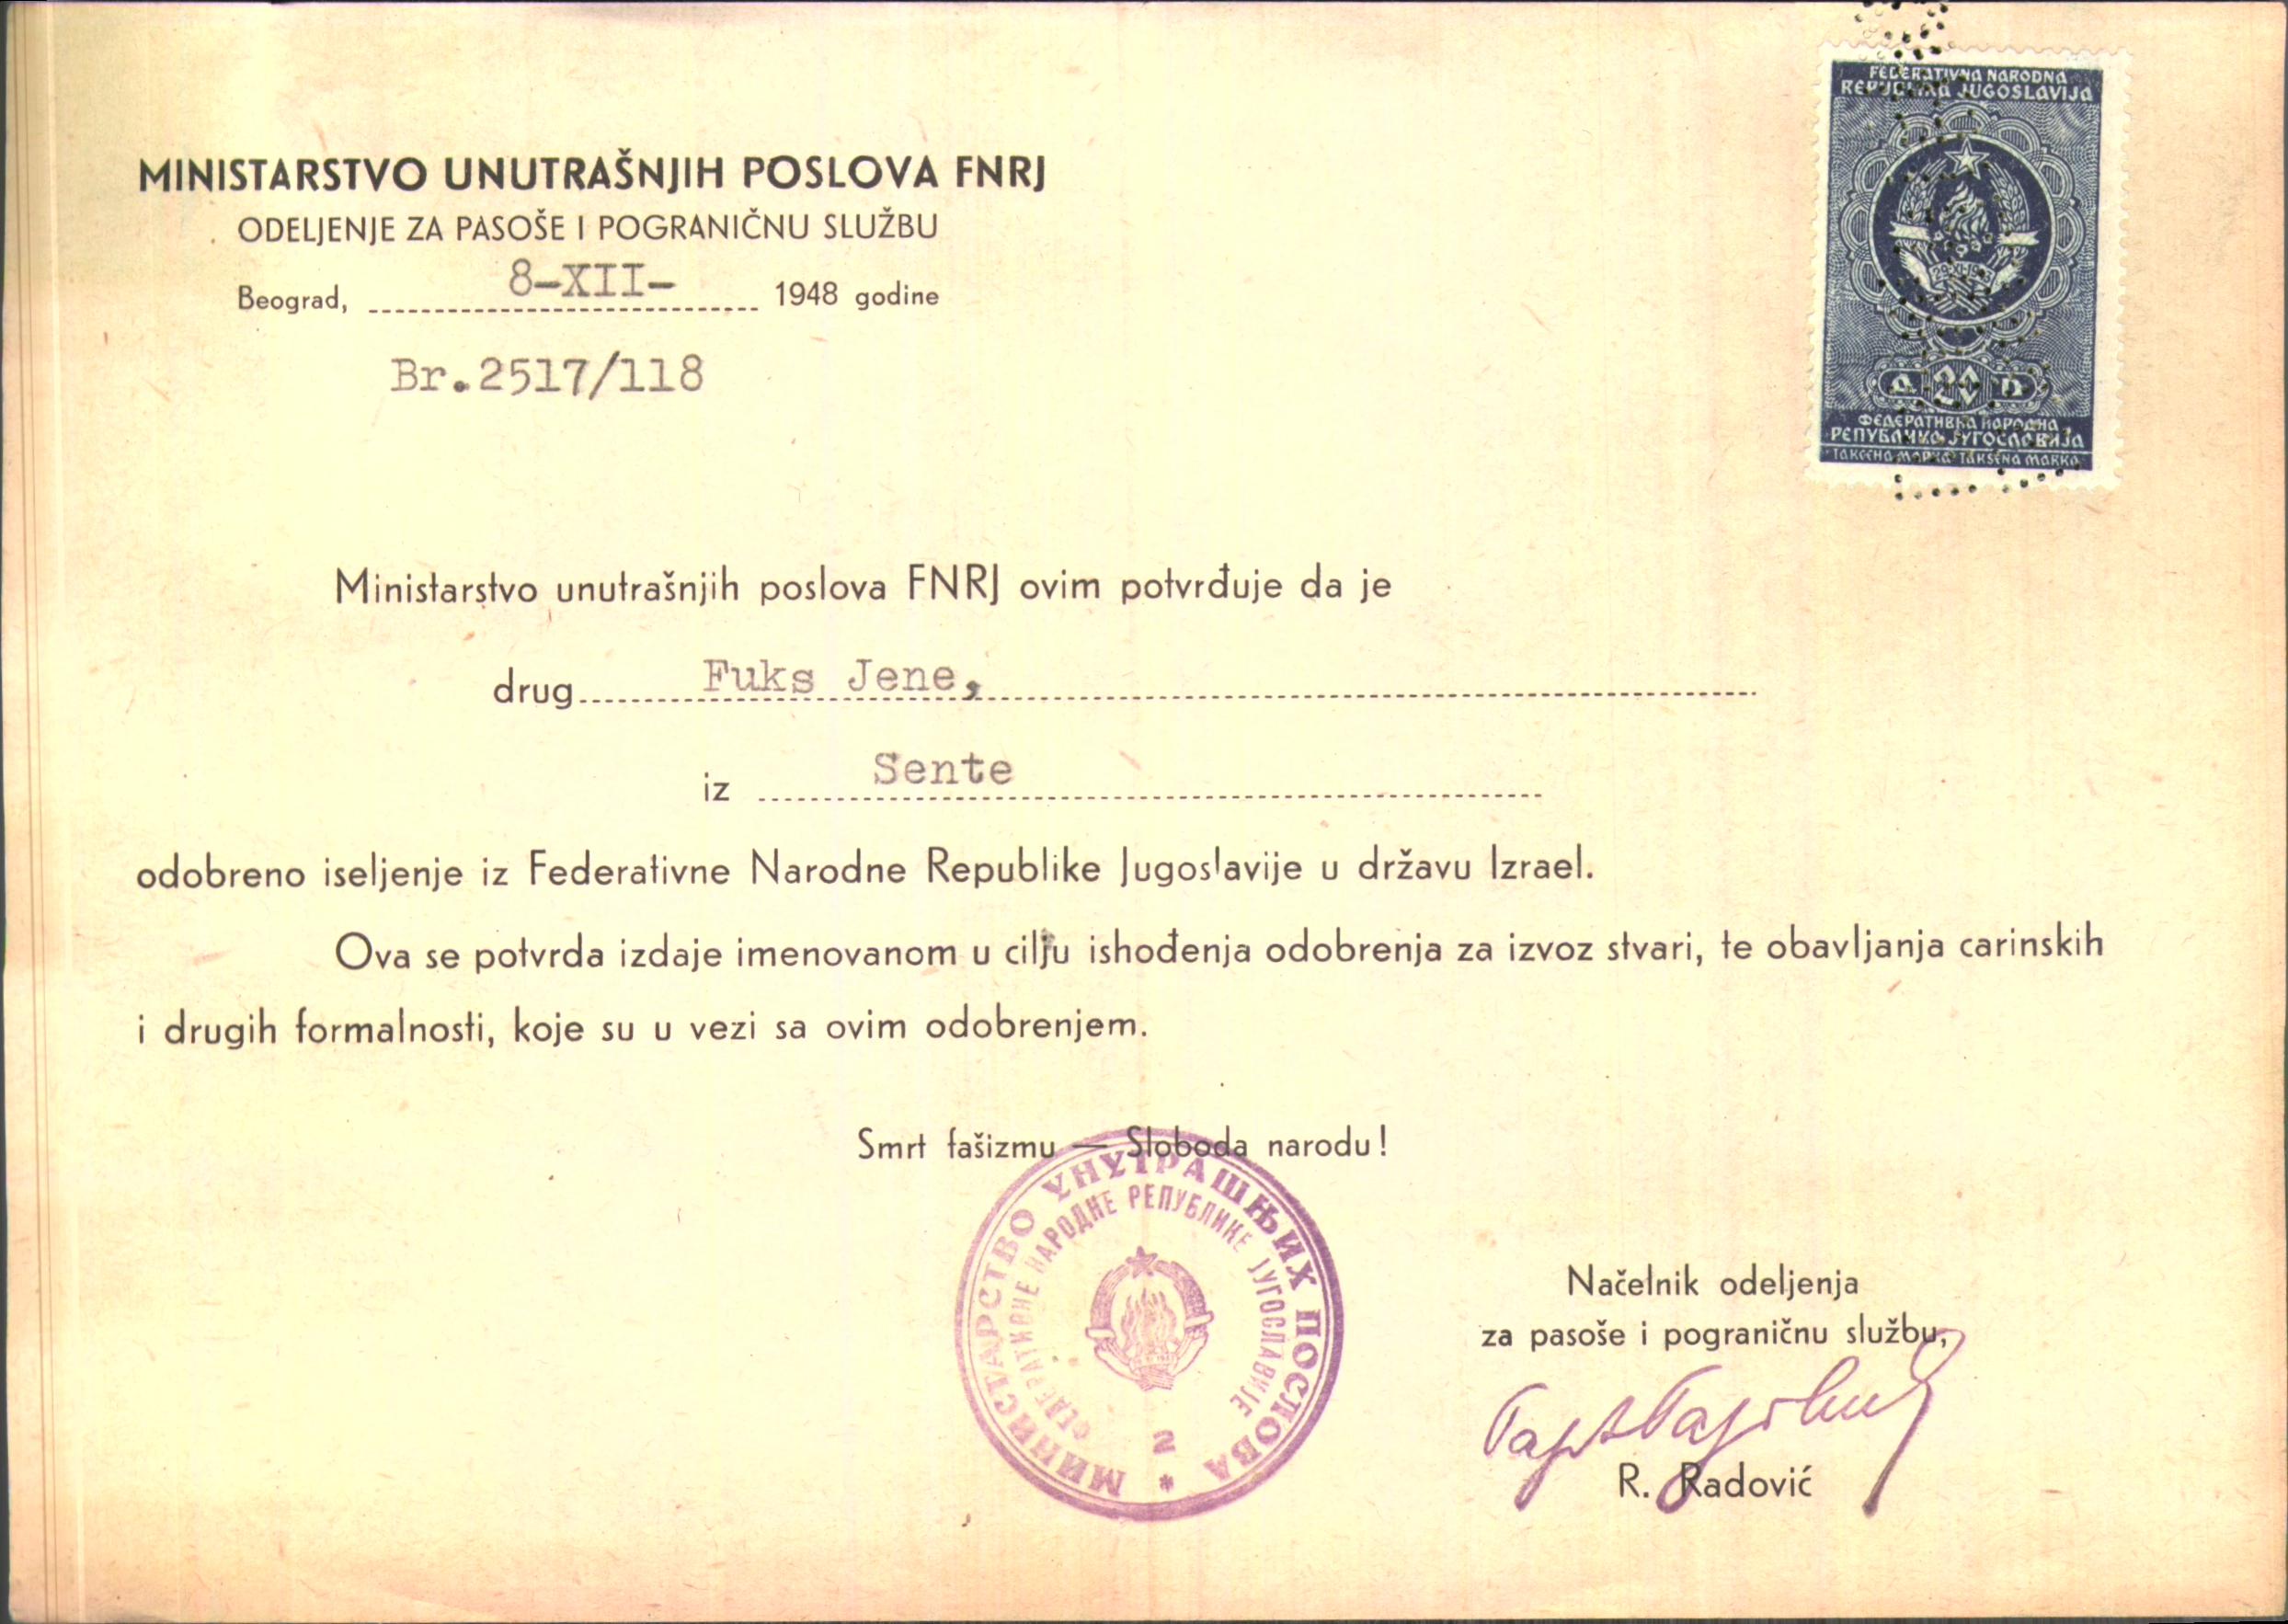 FEDERATIVNA NARODNA
REPUBLIKA JUGOSLAVIJA
Д 20 D
ФЕДЕРАТИВНА НАРОДНА
РЕПУБЛИКА ЈУГОСЛАВИЈА
ТАКСЕНА МАРКА TAKSENA MARKA
MINISTARSTVO UNUTRAŠNJIH POSLOVA FNRJ
ODELJENJE ZA PASOŠE I POGRANIČNU SLUŽBU
Beograd, 8-XII- 1948 godine
Br.2517/118
Ministarstvo unutrašnjih poslova FNRJ ovim potvrđuje da je
drug Fuks Jene,
iz Sente
odobreno iseljenje iz Federativne Narodne Republike Jugoslavije u državu Izrael.
Ova se potvrda izdaje imenovanom u cilju ishođenja odobrenja za izvoz stvari, te obavljanja carinskih
i drugih formalnosti, koje su u vezi sa ovim odobrenjem.
Smrt fašizmu — Sloboda narodu!
МИНИСТАРСТВО УНУТРАШЊИХ ПОСЛОВА
ФЕДЕРАТИВНЕ НАРОДНЕ РЕПУБЛИКЕ ЈУГОСЛАВИЈЕ
2
Načelnik odeljenja
za pasoše i pograničnu službu,
R. Radović